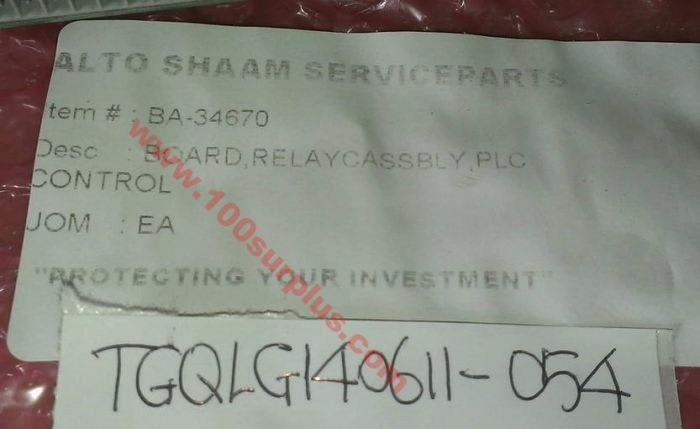 ALTO SHAAM SERVICEPARTS
tem # : BA-34670
Desc : BOARD,RELAYCASSBLY,PLC
CONTROL
JOM : EA
"PROTECTING YOUR INVESTMENT"
www.100surplus.com
TGQLG140611-054